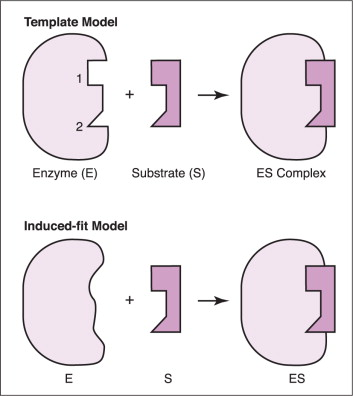 Template Model
1
2
+
Enzyme (E) Substrate (S) ES Complex
Induced-fit Model
+
E S ES